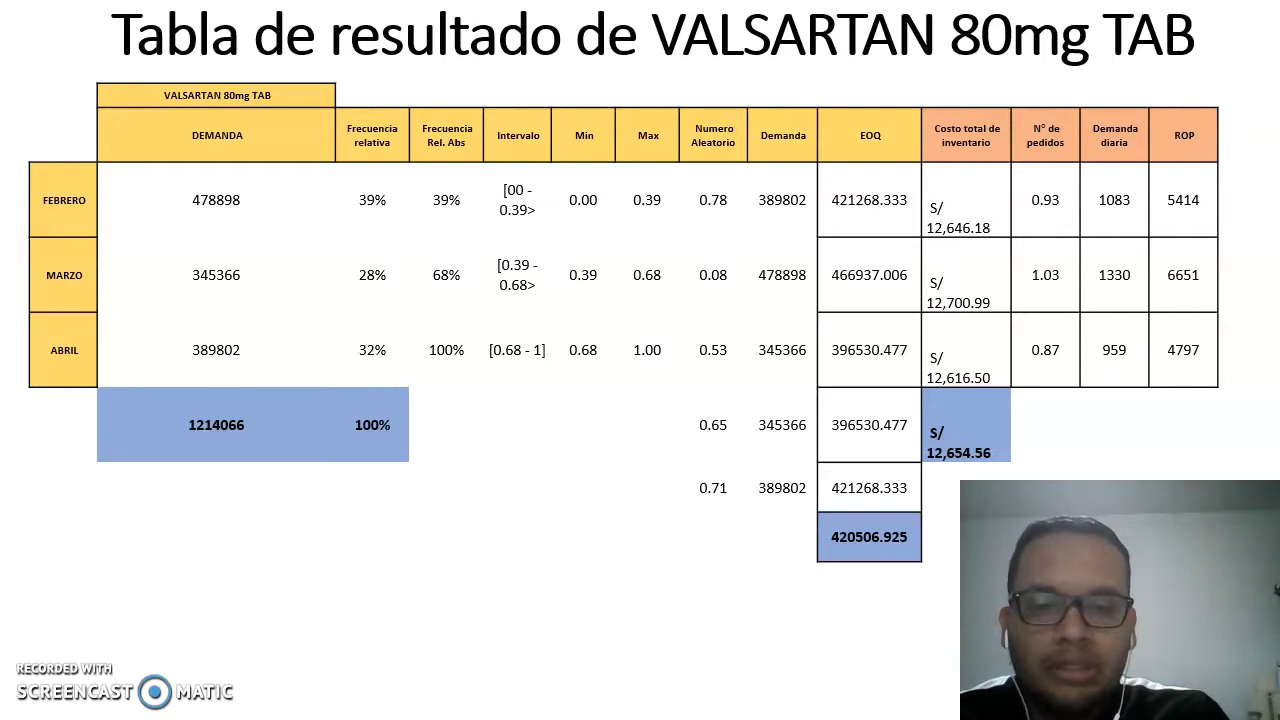 Tabla de resultado de VALSARTAN 80mg TAB
VALSARTAN 80mg TAB
DEMANDA Frecuencia relativa Frecuencia Rel. Abs Intervalo Min Max Numero Aleatorio Demanda EOQ Costo total de inventario N° de pedidos Demanda diaria ROP
FEBRERO 478898 39% 39% [00 - 0.39> 0.00 0.39 0.78 389802 421268.333 S/ 12,646.18 0.93 1083 5414
MARZO 345366 28% 68% [0.39 - 0.68> 0.39 0.68 0.08 478898 466937.006 S/ 12,700.99 1.03 1330 6651
ABRIL 389802 32% 100% [0.68 - 1] 0.68 1.00 0.53 345366 396530.477 S/ 12,616.50 0.87 959 4797
1214066 100% 0.65 345366 396530.477 S/ 12,654.56
0.71 389802 421268.333
420506.925
RECORDED WITH
SCREENCAST MATIC